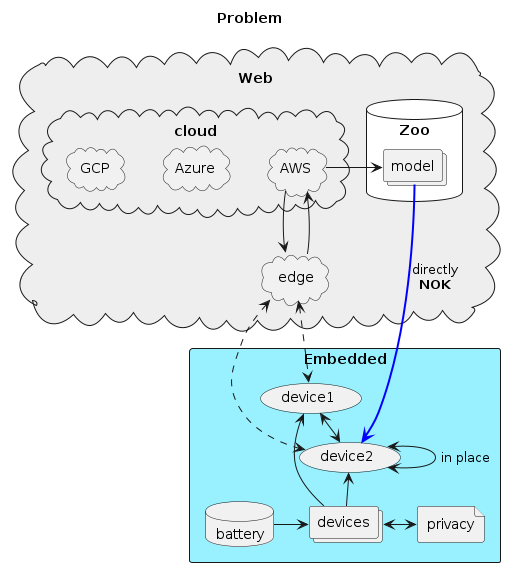 Problem
Web
cloud
Zoo
GCP
Azure
AWS
model
edge
directly
NOK
Embedded
device1
device2
in place
battery
devices
privacy